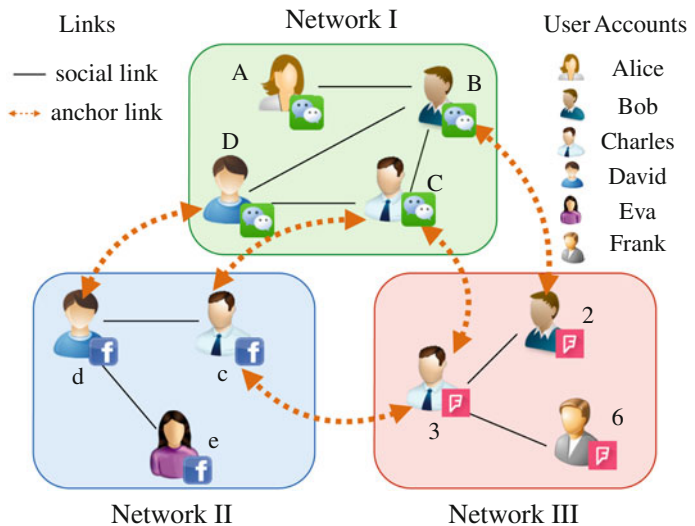 Links
social link
anchor link
Network I
A
B
D
C
User Accounts
Alice
Bob
Charles
David
Eva
Frank
d
c
e
Network II
2
3
6
Network III